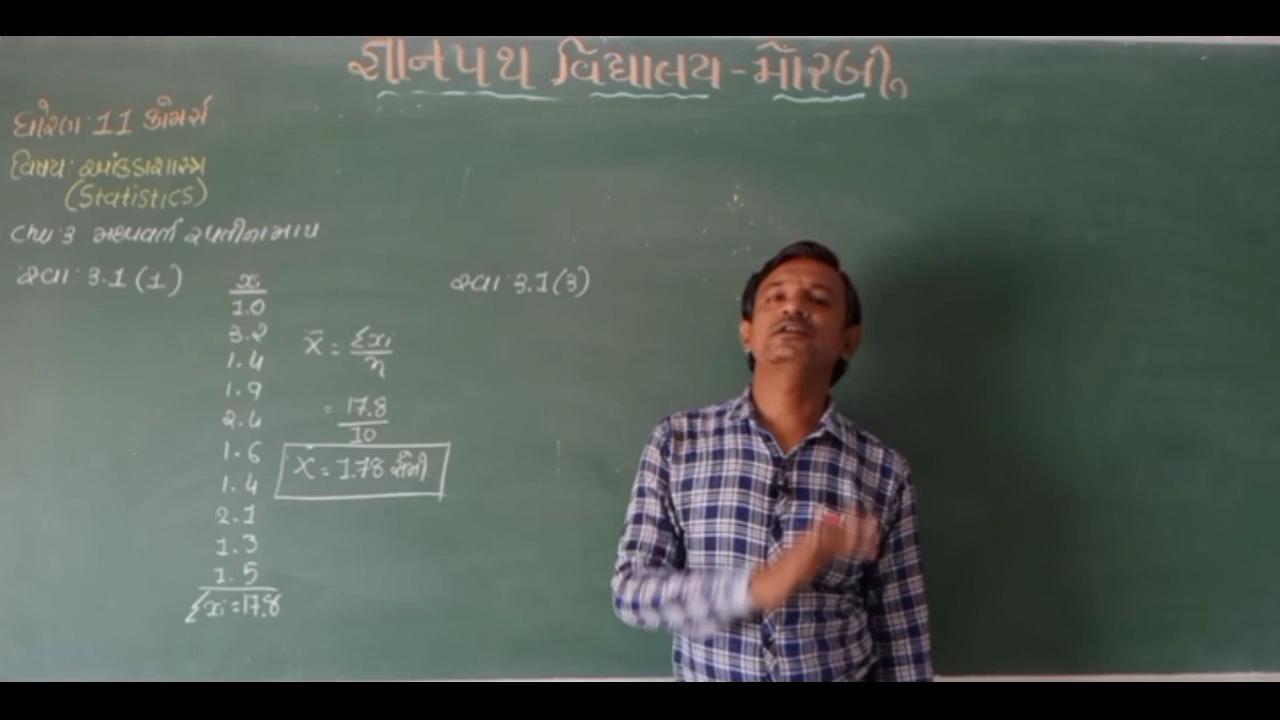 જ્ઞાનપથ વિદ્યાલય - મોરબી
ધોરણ: 11 કોમર્સ
વિષય: આંકડાશાસ્ત્ર
(Statistics)
ch: 3 મધ્યવર્તી સ્થિતીના માપ
સ્વા: 3.1 (1)
xi
1.0
3.2
1.4
1.9
2.4
1.6
1.4
2.1
1.3
1.5
Σxi = 17.8
x̄ = Σxi / n
= 17.8 / 10
x̄ = 1.78 સેમી
સ્વા: 3.1 (3)